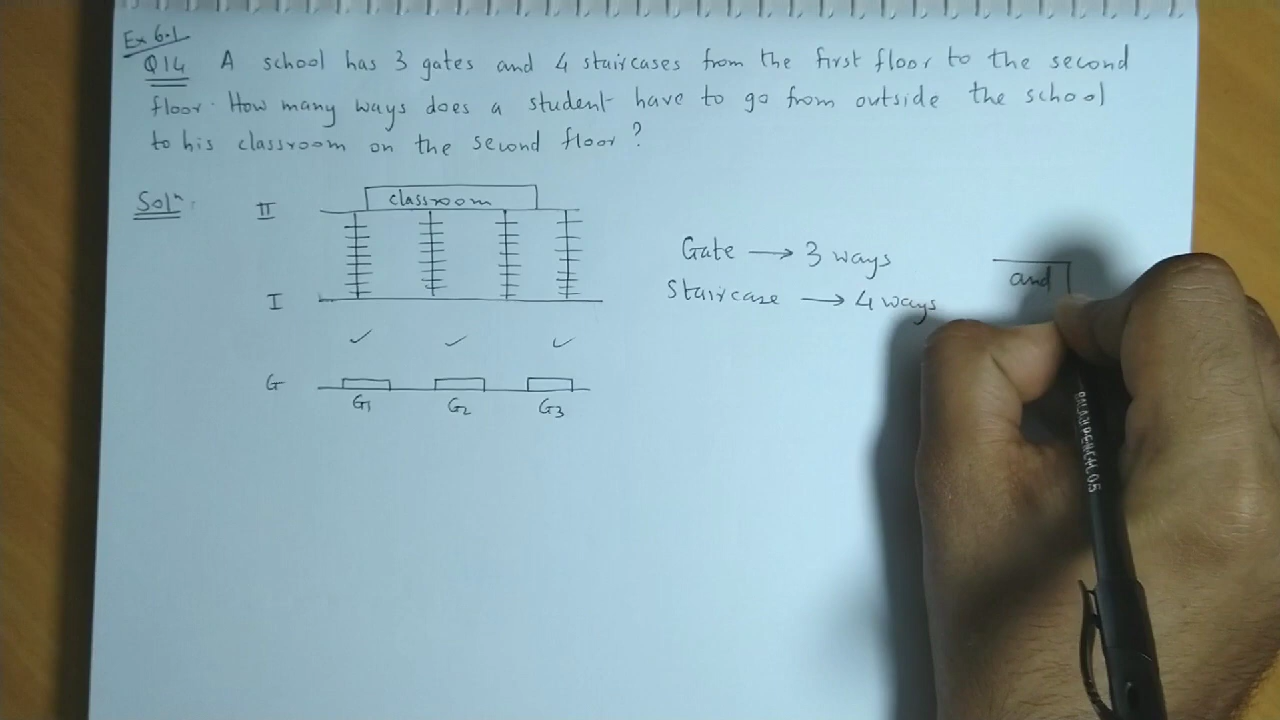 Ex 6.1
Q14 A school has 3 gates and 4 staircases from the first floor to the second
floor. How many ways does a student have to go from outside the school
to his classroom on the second floor?
Solⁿ:
II classroom
I
G
G1 G2 G3
Gate → 3 ways
Staircase → 4 ways
and